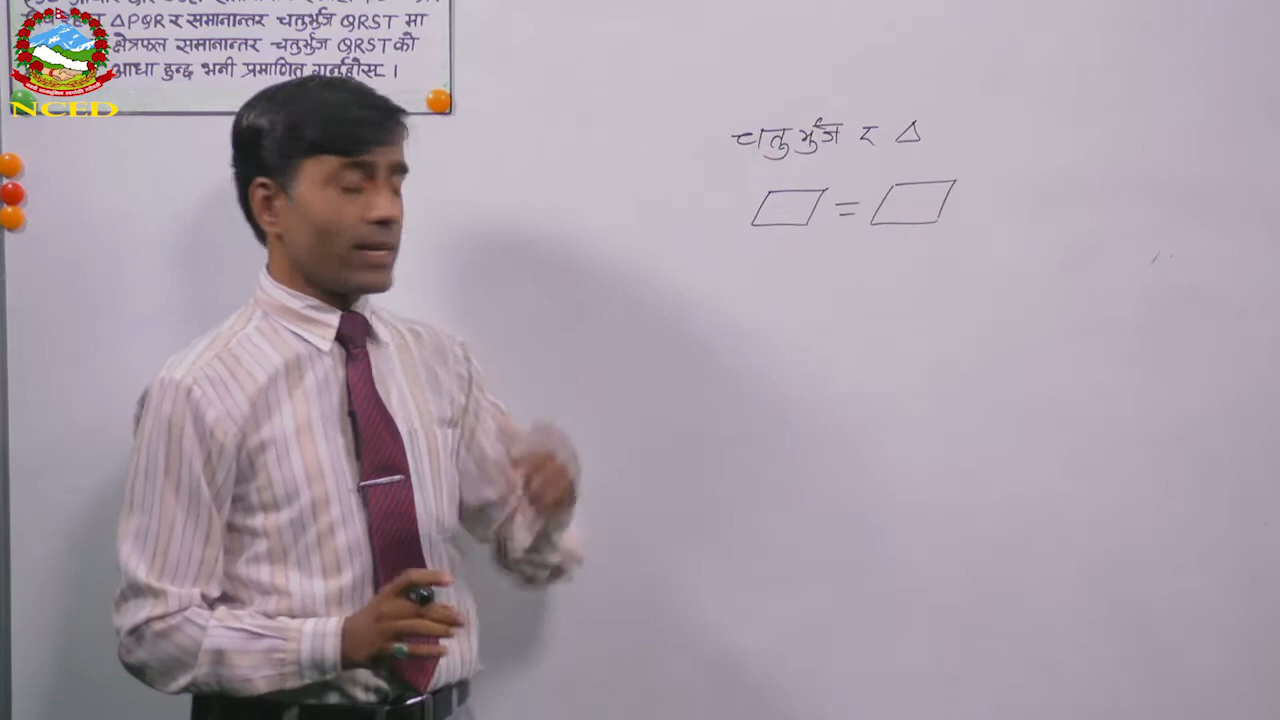 △PQR र समानान्तर चतुर्भुज QRST मा
क्षेत्रफल समानान्तर चतुर्भुज QRST को
आधा हुन्छ भनी प्रमाणित गर्नुहोस् ।
NCED
चतुर्भुज र △
=